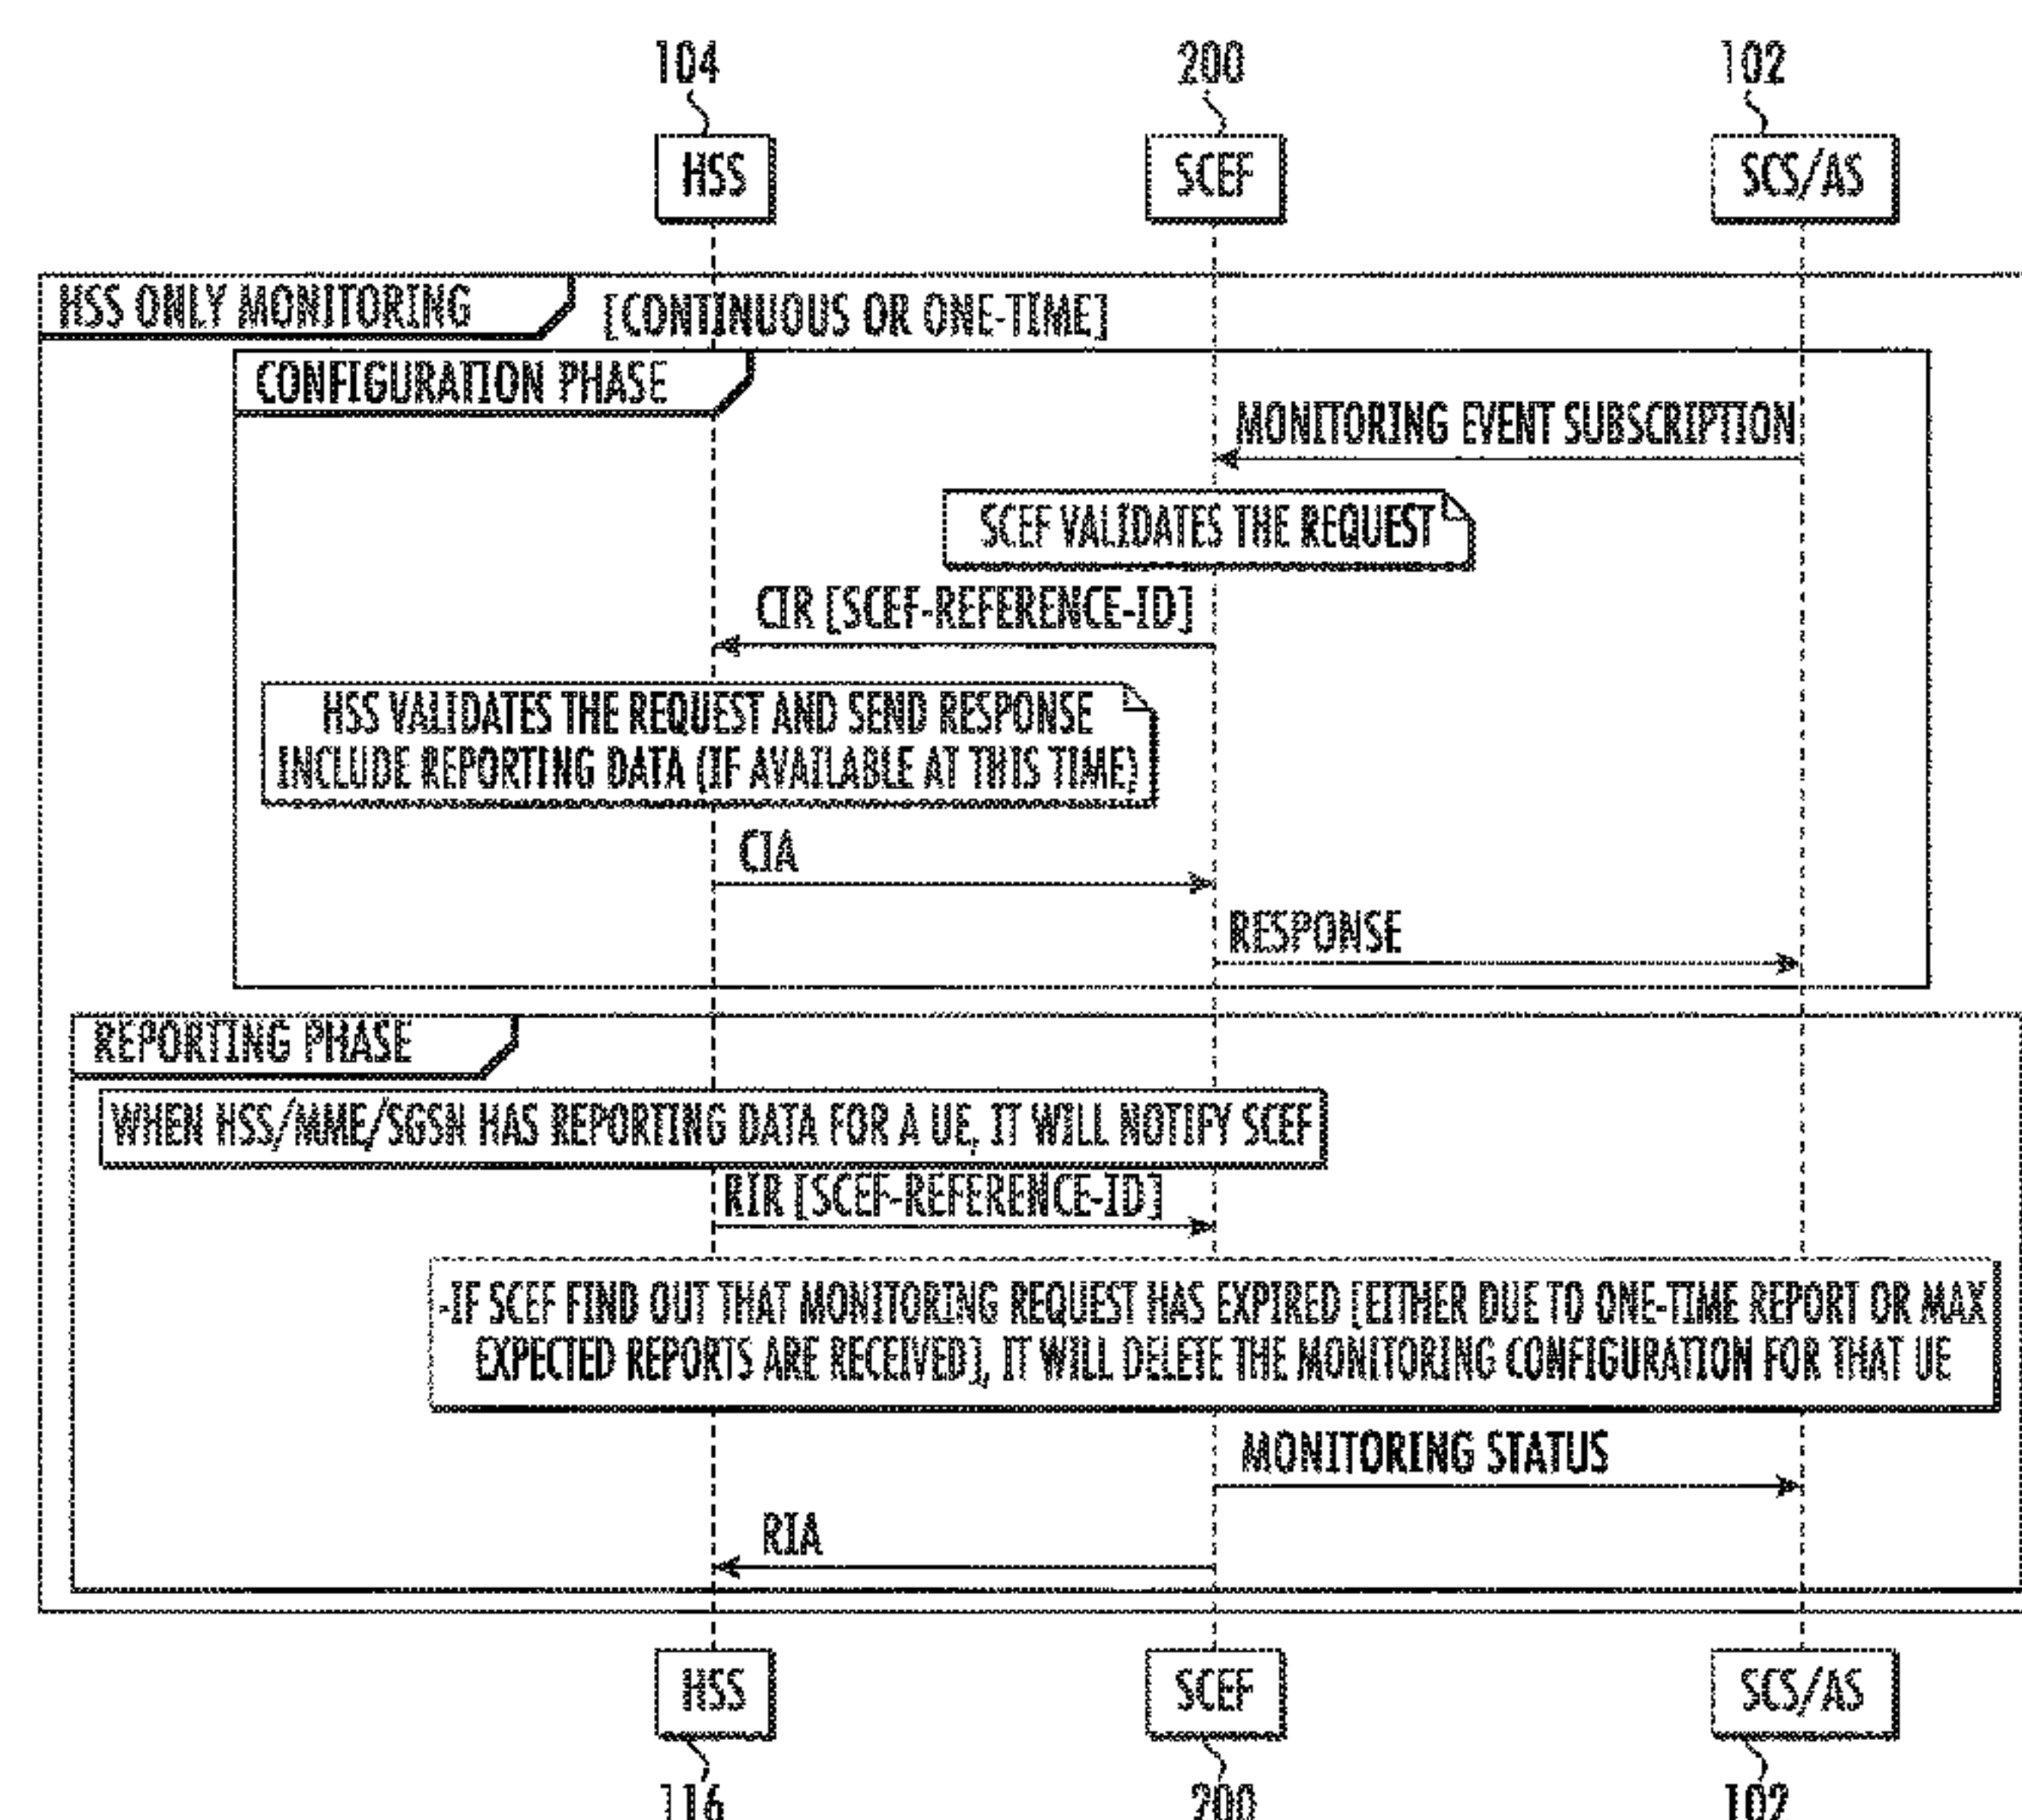 104
200
102
HSS
SCEF
SCS/AS
HSS ONLY MONITORING
[CONTINUOUS OR ONE-TIME]
CONFIGURATION PHASE
MONITORING EVENT SUBSCRIPTION
SCEF VALIDATES THE REQUEST
CIR [SCEF-REFERENCE-ID]
HSS VALIDATES THE REQUEST AND SEND RESPONSE
INCLUDE REPORTING DATA (IF AVAILABLE AT THIS TIME)
CIA
RESPONSE
REPORTING PHASE
WHEN HSS/MME/SGSN HAS REPORTING DATA FOR A UE, IT WILL NOTIFY SCEF
RIR [SCEF-REFERENCE-ID]
-IF SCEF FIND OUT THAT MONITORING REQUEST HAS EXPIRED [EITHER DUE TO ONE-TIME REPORT OR MAX
EXPECTED REPORTS ARE RECEIVED], IT WILL DELETE THE MONITORING CONFIGURATION FOR THAT UE
MONITORING STATUS
RIA
HSS
SCEF
SCS/AS
116
200
102